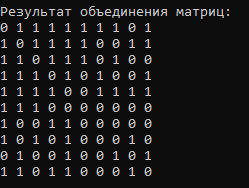 Результат объединения матриц:
0 1 1 1 1 1 1 1 0 1
1 0 1 1 1 1 0 0 1 1
1 1 0 1 1 1 0 1 0 0
1 1 1 0 1 0 1 0 0 1
1 1 1 1 0 0 1 1 1 1
1 1 1 0 0 0 0 0 0 0
1 0 0 1 1 0 0 0 0 0
1 0 1 0 1 0 0 0 1 0
0 1 0 0 1 0 0 1 0 1
1 1 0 1 1 0 0 0 1 0